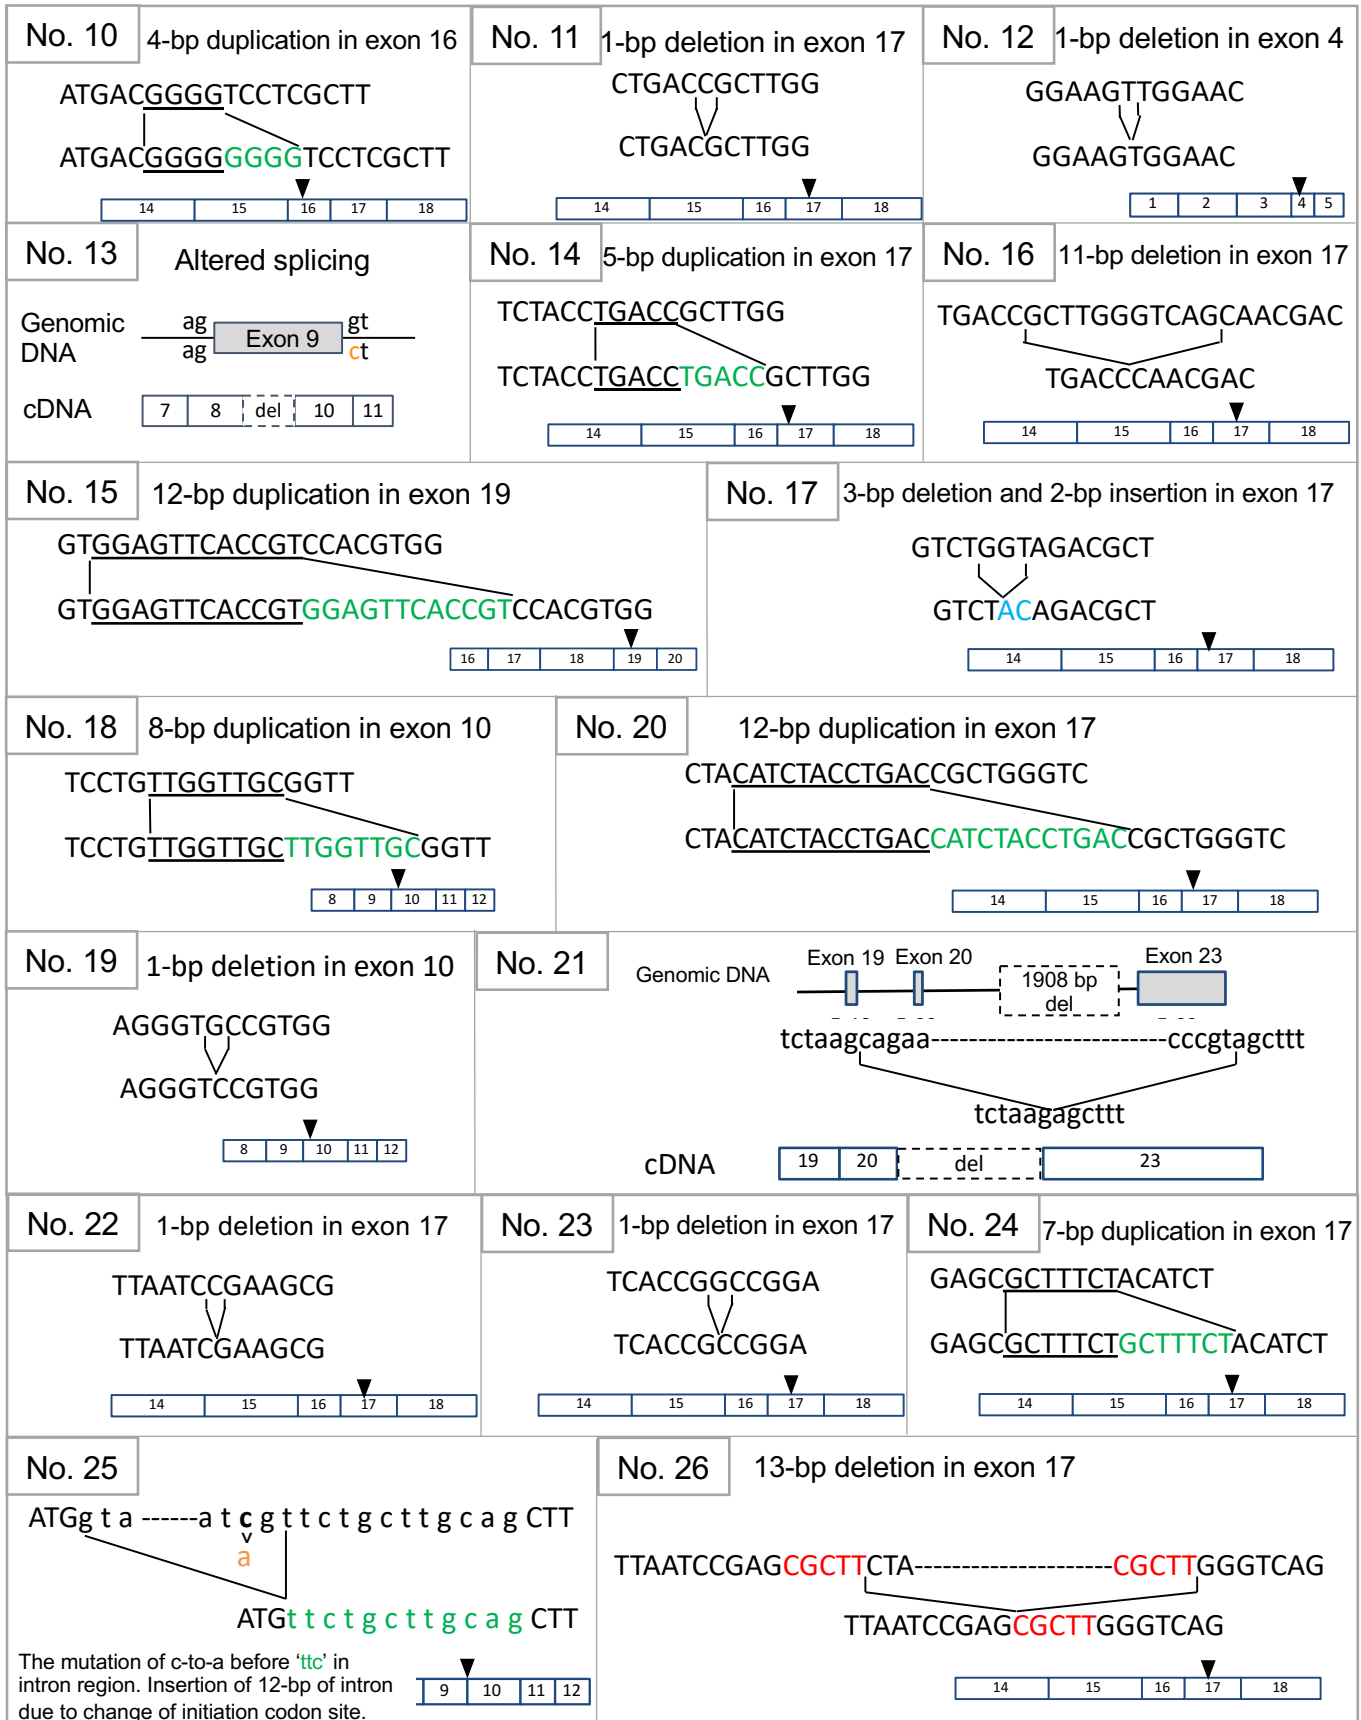 No. 10 4-bp duplication in exon 16
ATGACGGGGTCCTCGCTT
ATGACGGGGGGGGTCCTCGCTT
14 15 16 17 18
No. 11 1-bp deletion in exon 17
CTGACCGCTTGG
CTGACGCTTGG
14 15 16 17 18
No. 12 1-bp deletion in exon 4
GGAAGTTGGAAC
GGAAGTGGAAC
1 2 3 4 5
No. 13 Altered splicing
Genomic DNA
ag Exon 9 gt
ag ct
cDNA 7 8 del 10 11
No. 14 5-bp duplication in exon 17
TCTACCTGACCGCTTGG
TCTACCTGACCTGACCGCTTGG
14 15 16 17 18
No. 16 11-bp deletion in exon 17
TGACCGCTTGGGTCAGCAACGAC
TGACCCAACGAC
14 15 16 17 18
No. 15 12-bp duplication in exon 19
GTGGAGTTCACCGTCCACGTGG
GTGGAGTTCACCGTGGAGTTCACCGTCCACGTGG
16 17 18 19 20
No. 17 3-bp deletion and 2-bp insertion in exon 17
GTCTGGTAGACGCT
GTCTACAGACGCT
14 15 16 17 18
No. 18 8-bp duplication in exon 10
TCCTGTTGGTTGCGGTT
TCCTGTTGGTTGCTTGGTTGCGGTT
8 9 10 11 12
No. 20 12-bp duplication in exon 17
CTACATCTACCTGACCGCTGGGTC
CTACATCTACCTGACCATCTACCTGACCGCTGGGTC
14 15 16 17 18
No. 19 1-bp deletion in exon 10
AGGGTGCCGTGG
AGGGTCCGTGG
8 9 10 11 12
No. 21
Genomic DNA
Exon 19 Exon 20 1908 bp del Exon 23
tctaagcagaa-----------------------cccgtagcttt
tctaagagcttt
cDNA 19 20 del 23
No. 22 1-bp deletion in exon 17
TTAATCCGAAGCG
TTAATCGAAGCG
14 15 16 17 18
No. 23 1-bp deletion in exon 17
TCACCGGCCGGA
TCACCGCCGGA
14 15 16 17 18
No. 24 7-bp duplication in exon 17
GAGCGCTTTCTACATCT
GAGCGCTTTCTGCTTTCTACATCT
14 15 16 17 18
No. 25
ATGg t a ------a t c g t t c t g c t t g c a g CTT
a
ATGt t c t g c t t g c a g CTT
The mutation of c-to-a before ‘ttc’ in
intron region. Insertion of 12-bp of intron
due to change of initiation codon site.
9 10 11 12
No. 26 13-bp deletion in exon 17
TTAATCCGAGCGCTTCTA----------------------CGCTTGGGTCAG
TTAATCCGAGCGCTTGGGTCAG
14 15 16 17 18